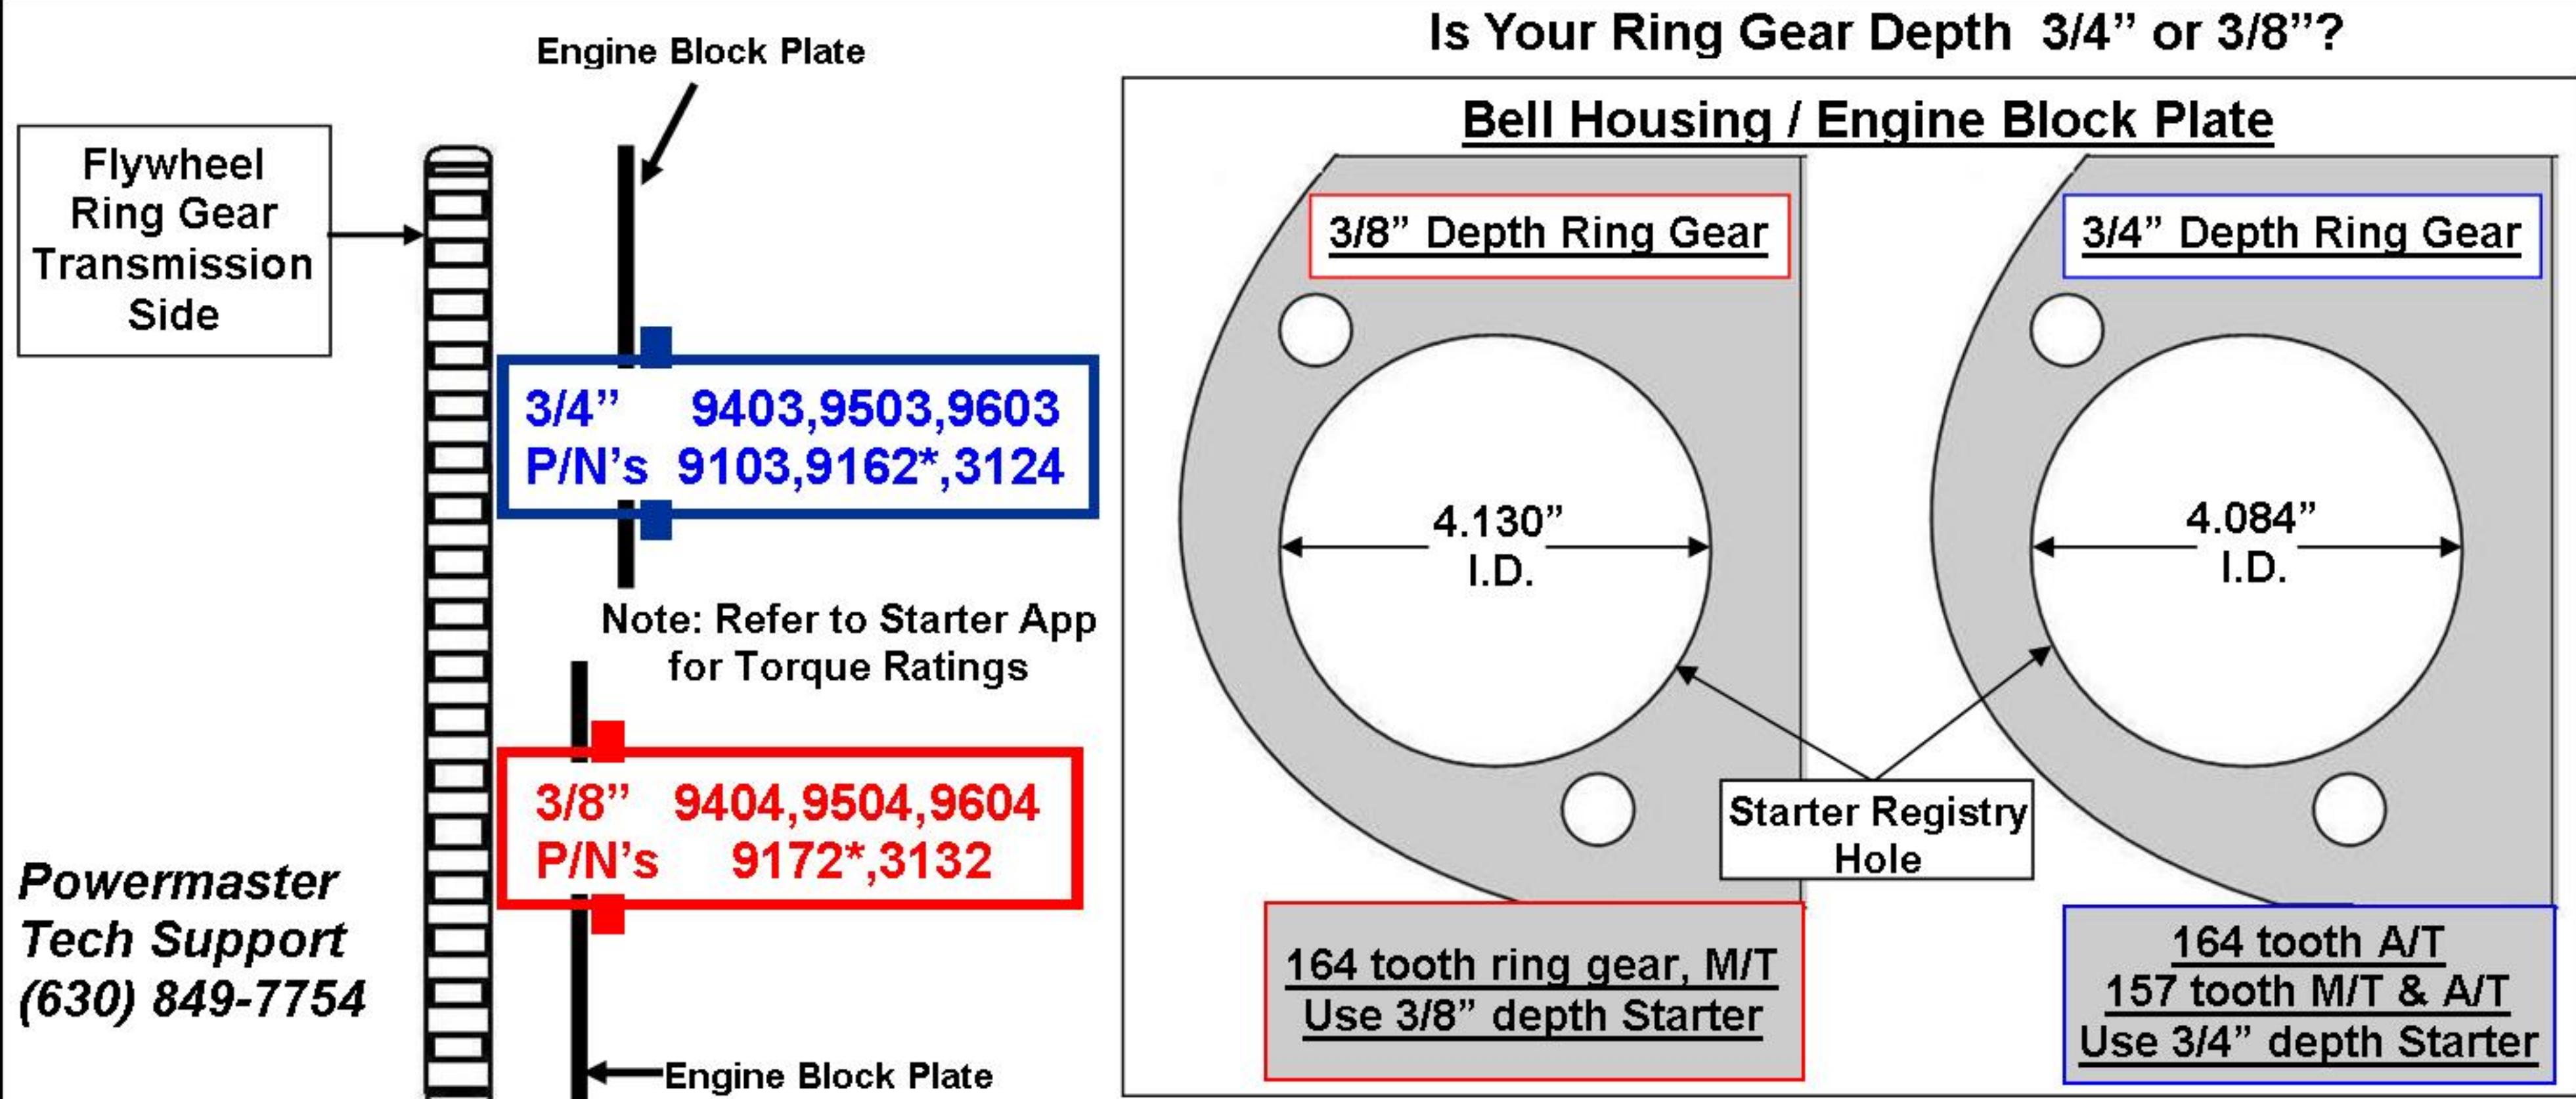 Engine Block Plate
Flywheel
Ring Gear
Transmission
Side
3/4” 9403,9503,9603
P/N’s 9103,9162*,3124
Note: Refer to Starter App
for Torque Ratings
3/8” 9404,9504,9604
P/N’s 9172*,3132
Powermaster
Tech Support
(630) 849-7754
Engine Block Plate
Is Your Ring Gear Depth 3/4” or 3/8”?
Bell Housing / Engine Block Plate
3/8” Depth Ring Gear
4.130”
I.D.
164 tooth ring gear, M/T
Use 3/8” depth Starter
3/4” Depth Ring Gear
4.084”
I.D.
Starter Registry
Hole
164 tooth A/T
157 tooth M/T & A/T
Use 3/4” depth Starter